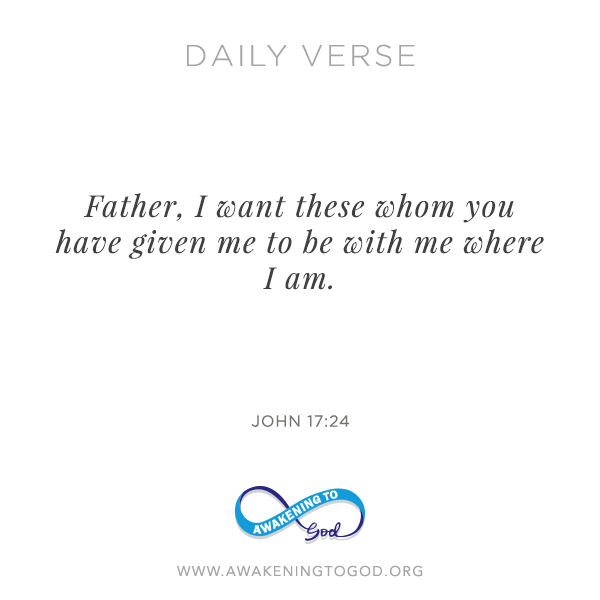 DAILY VERSE
Father, I want these whom you
have given me to be with me where
I am.
JOHN 17:24
AWAKENING TO
God
WWW.AWAKENINGTOGOD.ORG